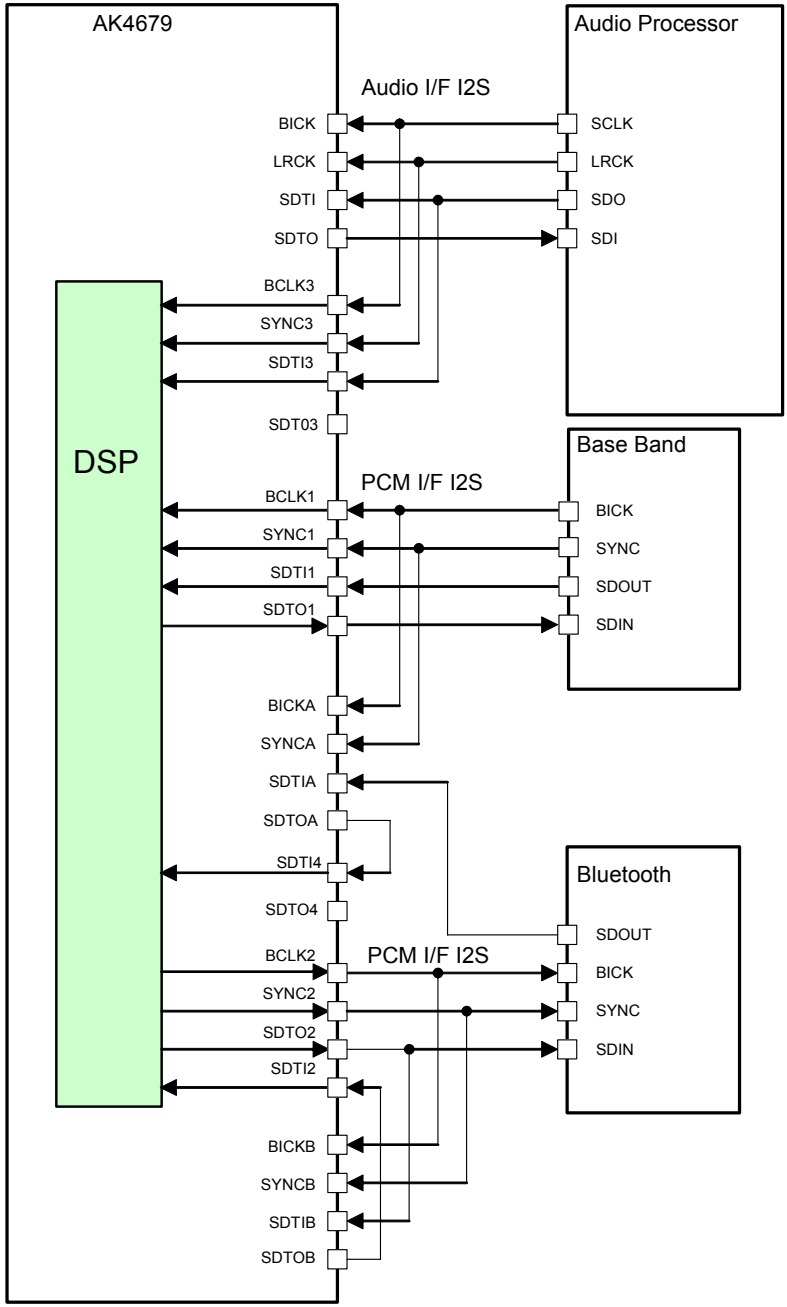 AK4679
Audio Processor
Audio I/F I2S
BICK
SCLK
LRCK
LRCK
SDTI
SDO
SDTO
SDI
BCLK3
SYNC3
SDTI3
SDT03
DSP
Base Band
PCM I/F I2S
BCLK1
BICK
SYNC1
SYNC
SDTI1
SDOUT
SDTO1
SDIN
BICKA
SYNCA
SDTIA
SDTOA
SDTI4
Bluetooth
SDTO4
SDOUT
BCLK2
PCM I/F I2S
BICK
SYNC2
SYNC
SDTO2
SDIN
SDTI2
BICKB
SYNCB
SDTIB
SDTOB